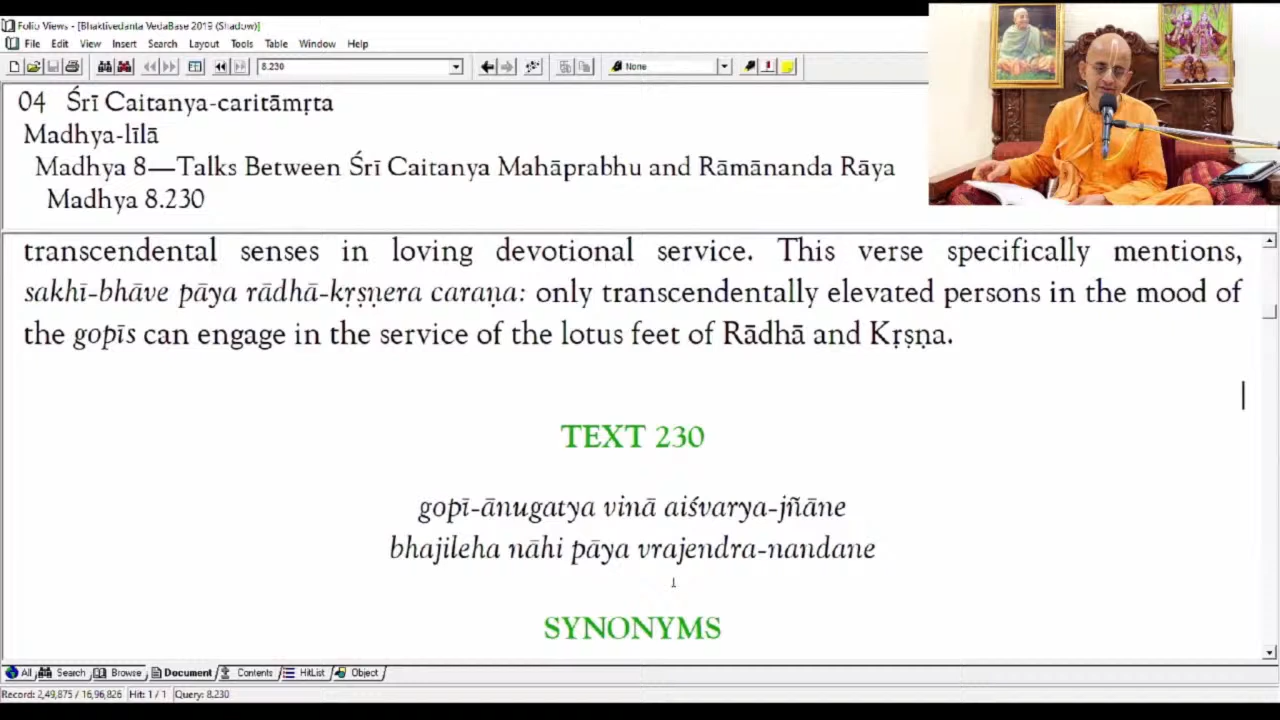 Folio Views - [Bhaktivedanta VedaBase 2019 (Shadow)]
File Edit View Insert Search Layout Tools Table Window Help
8.230 None
04 Śrī Caitanya-caritāmṛta
Madhya-līlā
Madhya 8—Talks Between Śrī Caitanya Mahāprabhu and Rāmānanda Rāya
Madhya 8.230
transcendental senses in loving devotional service. This verse specifically mentions,
sakhī-bhāve pāya rādhā-kṛṣṇera caraṇa: only transcendentally elevated persons in the mood of
the gopīs can engage in the service of the lotus feet of Rādhā and Kṛṣṇa.
TEXT 230
gopī-ānugatya vinā aiśvarya-jñāne
bhajileha nāhi pāya vrajendra-nandane
SYNONYMS
All Search Browse Document Contents HitList Object
Record: 2,49,875 / 16,96,826 Hit: 1 / 1 Query: 8.230